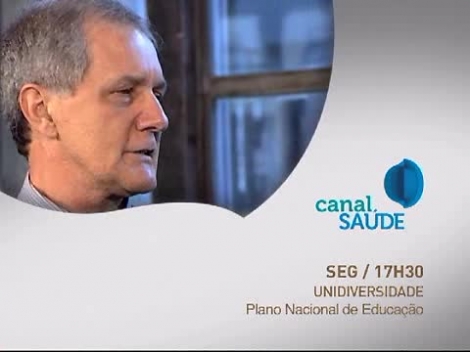 canal
SAÚDE
SEG / 17H30
UNIDIVERSIDADE
Plano Nacional de Educação